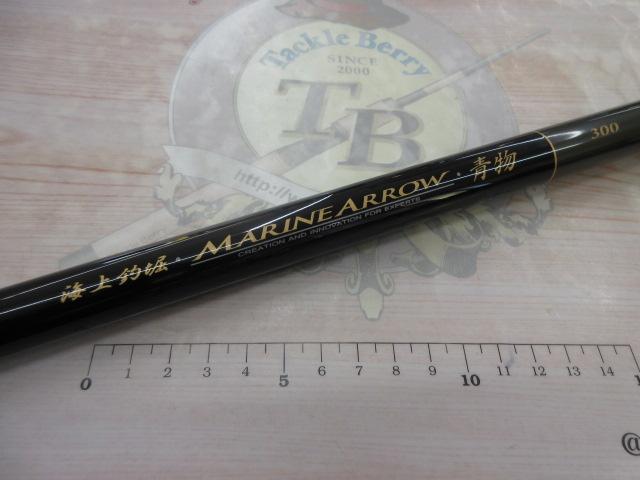 Tackle Berry
SINCE
2000
TB
http://
海上釣堀・MARINE ARROW・青物
CREATION AND INNOVATION FOR EXPERTS
300
0 1 2 3 4 5 6 7 8 9 10 11 12 13 14
@